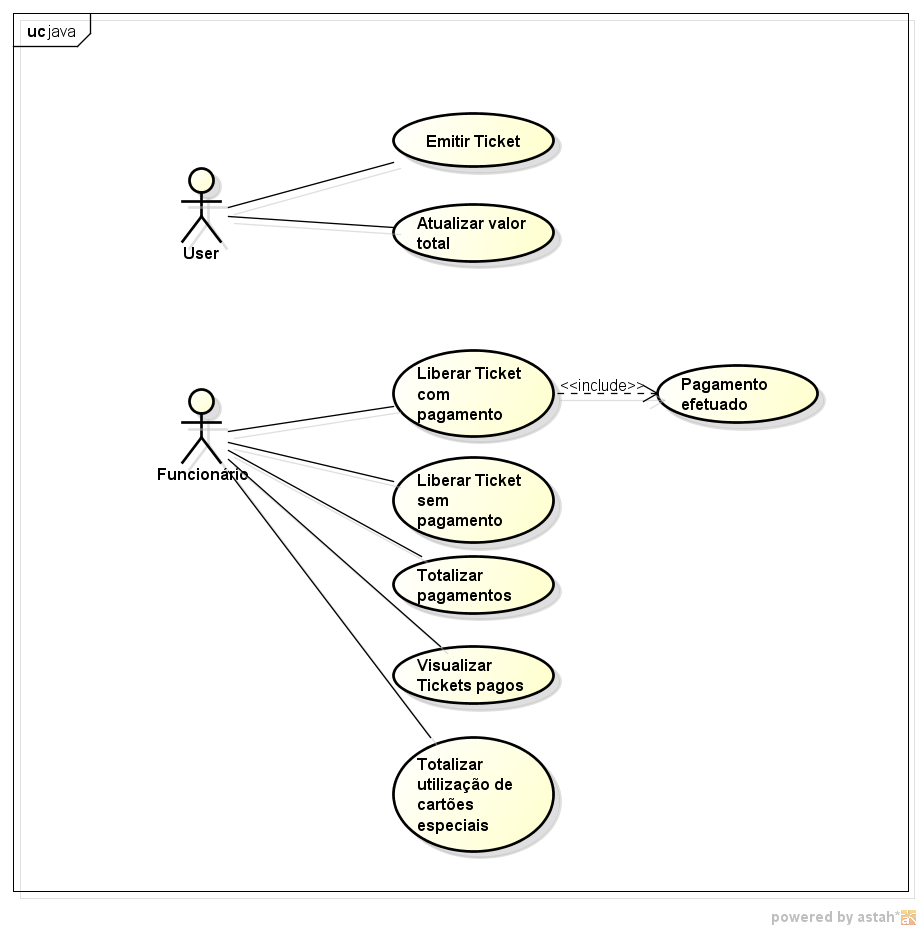 uc java
Emitir Ticket
Atualizar valor
total
User
Liberar Ticket
com
pagamento
<<include>>
Pagamento
efetuado
Funcionário
Liberar Ticket
sem
pagamento
Totalizar
pagamentos
Visualizar
Tickets pagos
Totalizar
utilização de
cartões
especiais
powered by astah*